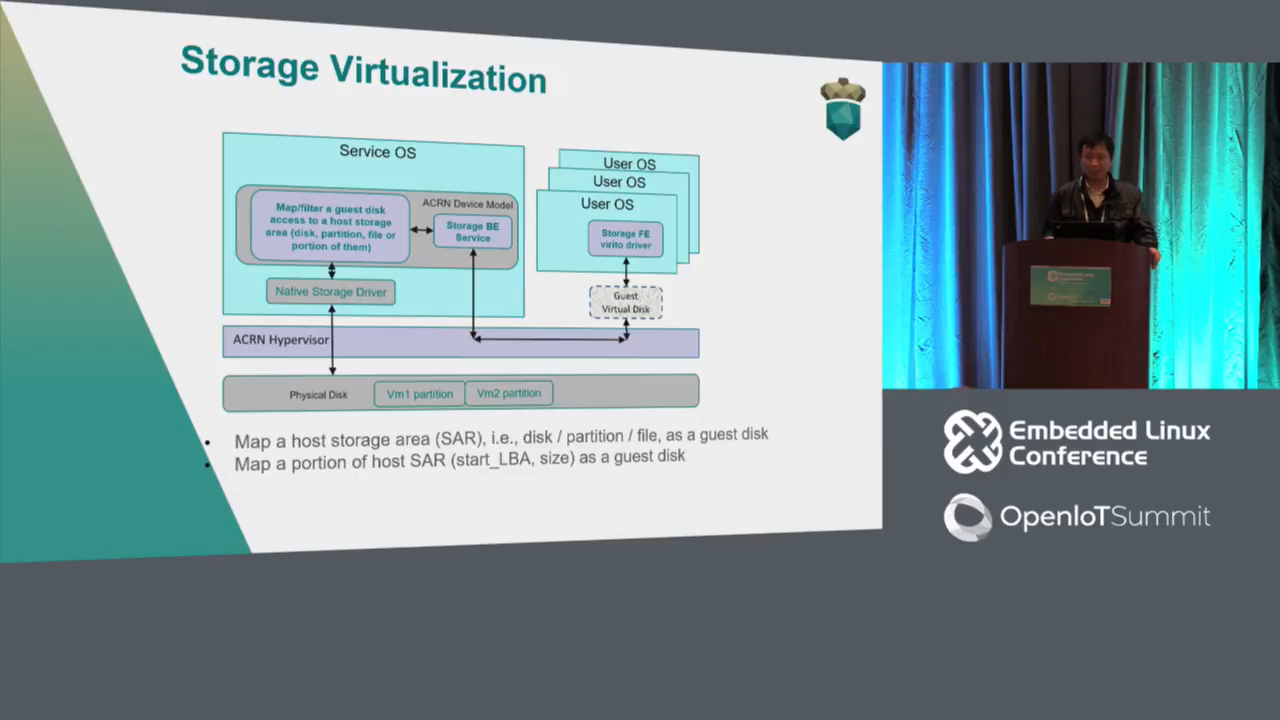 Storage Virtualization
Service OS
Map/filter a guest disk
access to a host storage
area (disk, partition, file or
portion of them)
ACRN Device Model
Storage BE
Service
Native Storage Driver
User OS
User OS
User OS
Storage FE
virito driver
Guest
Virtual Disk
ACRN Hypervisor
Physical Disk
Vm1 partition
Vm2 partition
• Map a host storage area (SAR), i.e., disk / partition / file, as a guest disk
• Map a portion of host SAR (start_LBA, size) as a guest disk
Embedded Linux
Conference
OpenIoTSummit